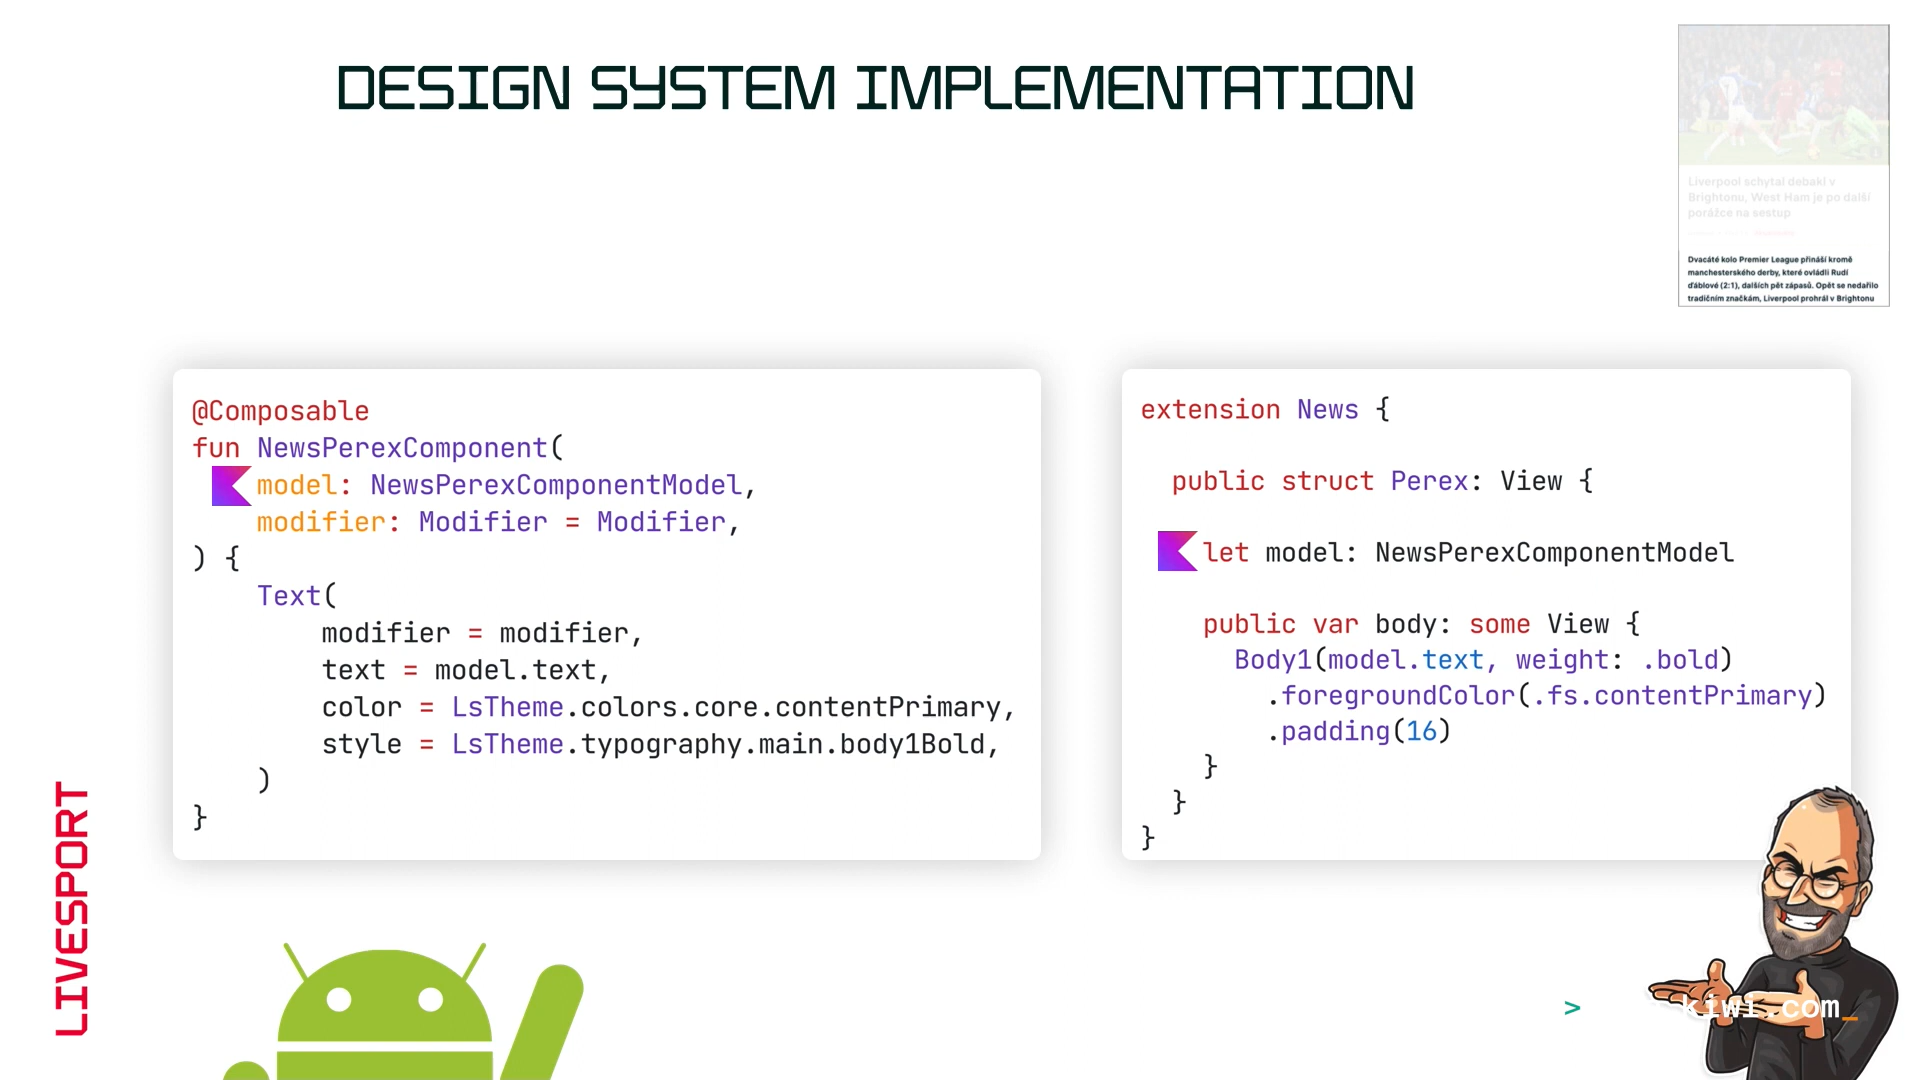 DESIGN SYSTEM IMPLEMENTATION
Liverpool schytal debakl v
Brightonu, West Ham je po další
porážce na sestup
Dvacáté kolo Premier League přináší kromě
manchesterského derby, které ovládli Rudí
ďáblové (2:1), dalších pět zápasů. Opět se nedařilo
tradičním značkám, Liverpool prohrál v Brightonu
@Composable
fun NewsPerexComponent(
model: NewsPerexComponentModel,
modifier: Modifier = Modifier,
) {
Text(
modifier = modifier,
text = model.text,
color = LsTheme.colors.core.contentPrimary,
style = LsTheme.typography.main.body1Bold,
)
}
extension News {
public struct Perex: View {
let model: NewsPerexComponentModel
public var body: some View {
Body1(model.text, weight: .bold)
.foregroundColor(.fs.contentPrimary)
.padding(16)
}
}
}
LIVESPORT
> kiwi.com_